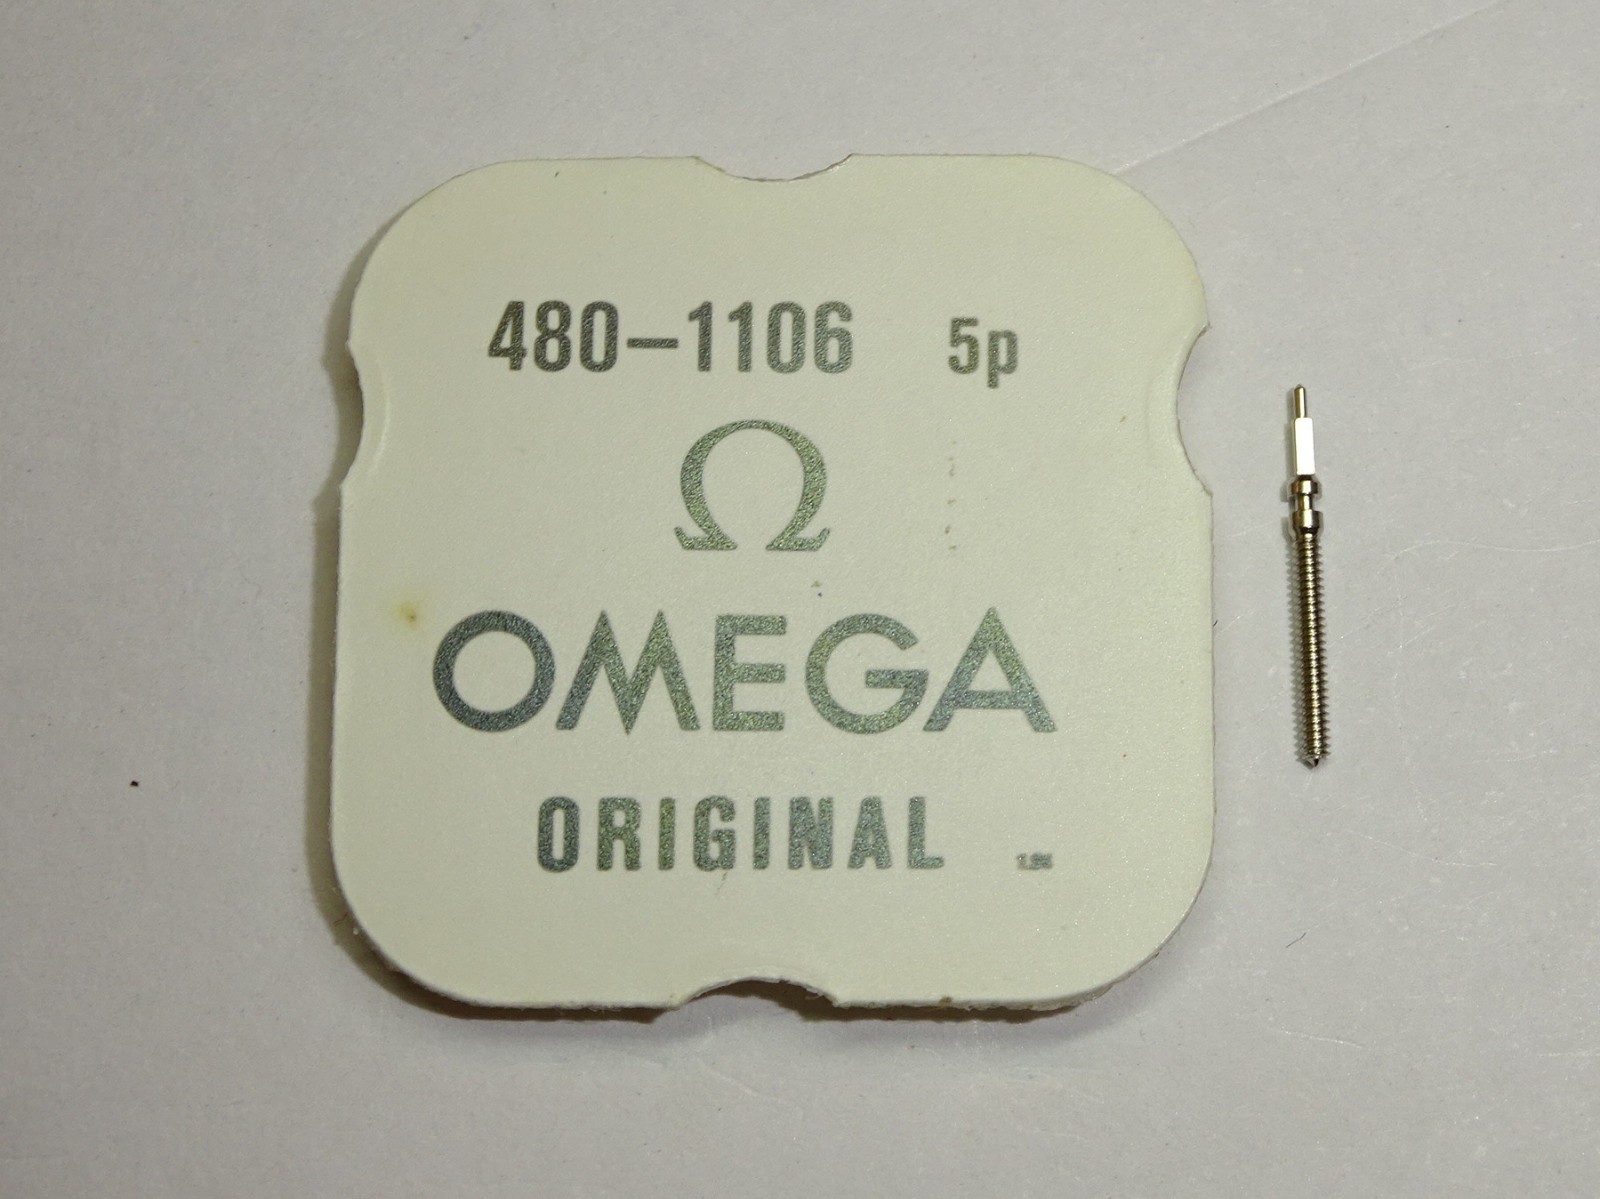 480-1106 5p
Ω
OMEGA
ORIGINAL